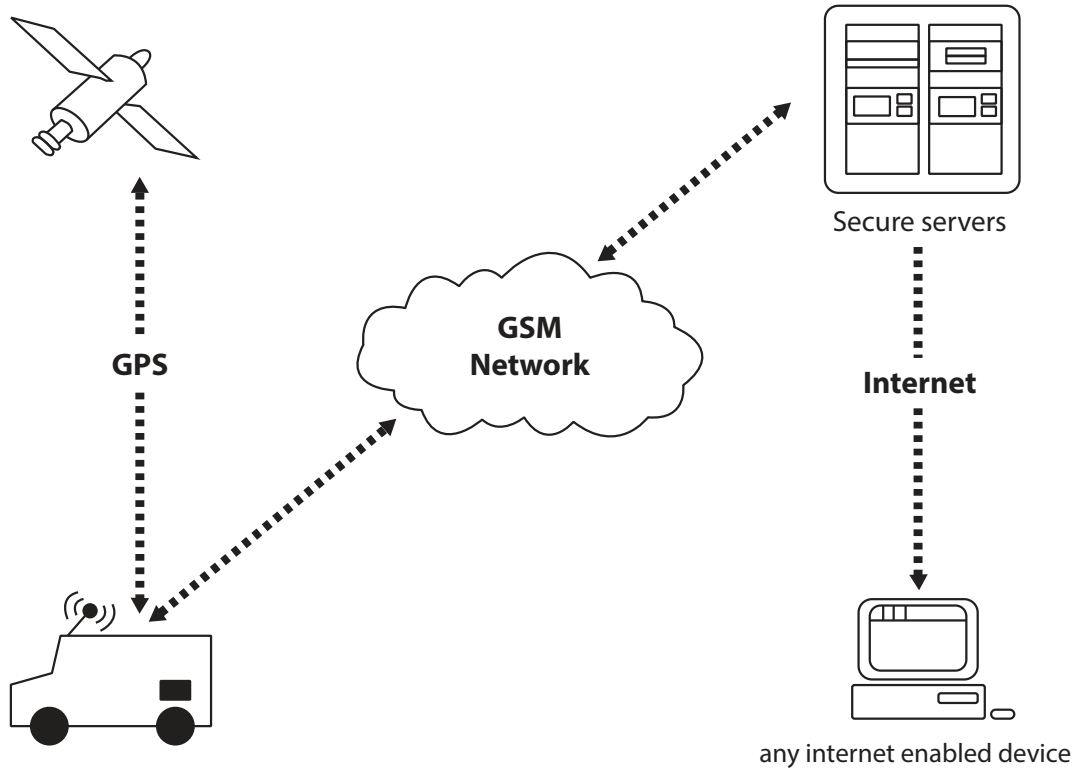 Secure servers
GSM
Network
GPS
Internet
any internet enabled device